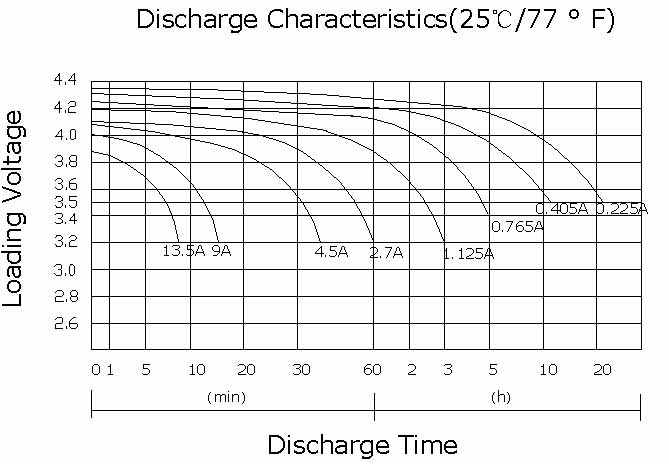 Discharge Characteristics(25℃/77 ° F)
Loading Voltage
4.4
4.2
4.0
3.8
3.6
3.5
3.4
3.2
3.0
2.8
2.6
13.5A 9A 4.5A 2.7A 1.125A 0.765A 0.405A 0.225A
0 1 5 10 20 30 60 2 3 5 10 20
(min) (h)
Discharge Time